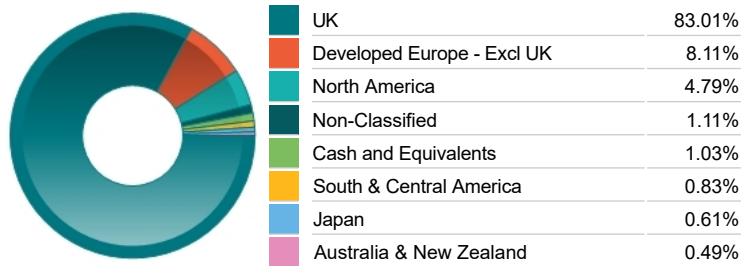 UK 83.01%
Developed Europe - Excl UK 8.11%
North America 4.79%
Non-Classified 1.11%
Cash and Equivalents 1.03%
South & Central America 0.83%
Japan 0.61%
Australia & New Zealand 0.49%